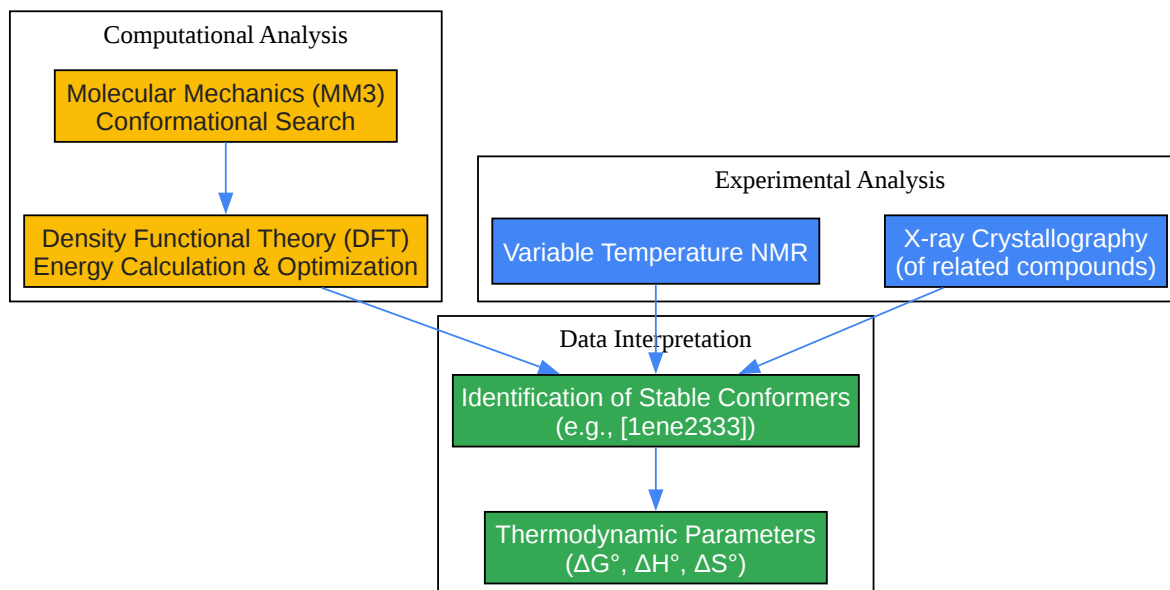 Computational Analysis
Molecular Mechanics (MM3)
Conformational Search
Density Functional Theory (DFT)
Energy Calculation & Optimization
Experimental Analysis
Variable Temperature NMR
X-ray Crystallography
(of related compounds)
Data Interpretation
Identification of Stable Conformers
(e.g., [1ene2333])
Thermodynamic Parameters
(ΔG°, ΔH°, ΔS°)